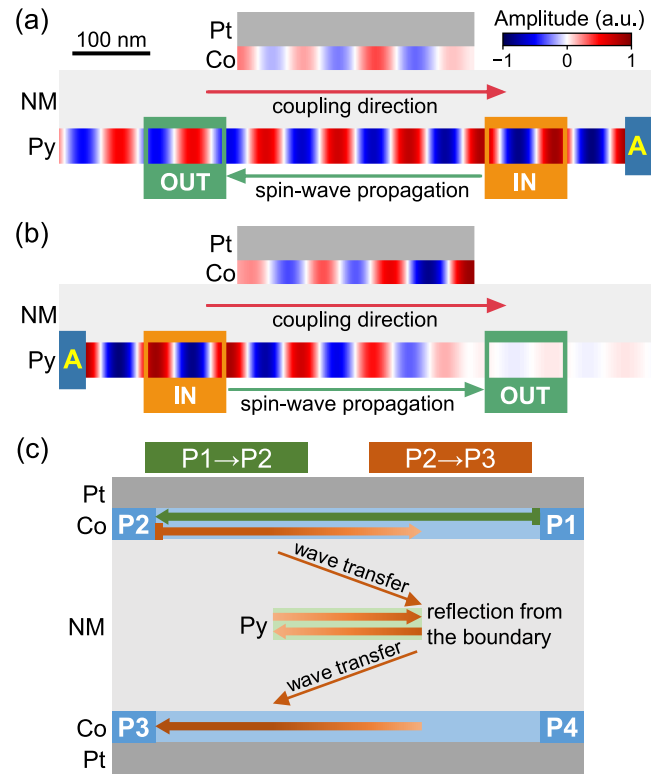 (a)
100 nm
Pt
Co
Amplitude (a.u.)
−1 0 1
NM
coupling direction
Py
A
OUT
spin-wave propagation
IN
(b)
Pt
Co
NM
coupling direction
Py
A
IN
spin-wave propagation
OUT
(c)
P1→P2
P2→P3
Pt
Co
P2
P1
wave transfer
NM
Py
reflection from
the boundary
wave transfer
Co
P3
P4
Pt